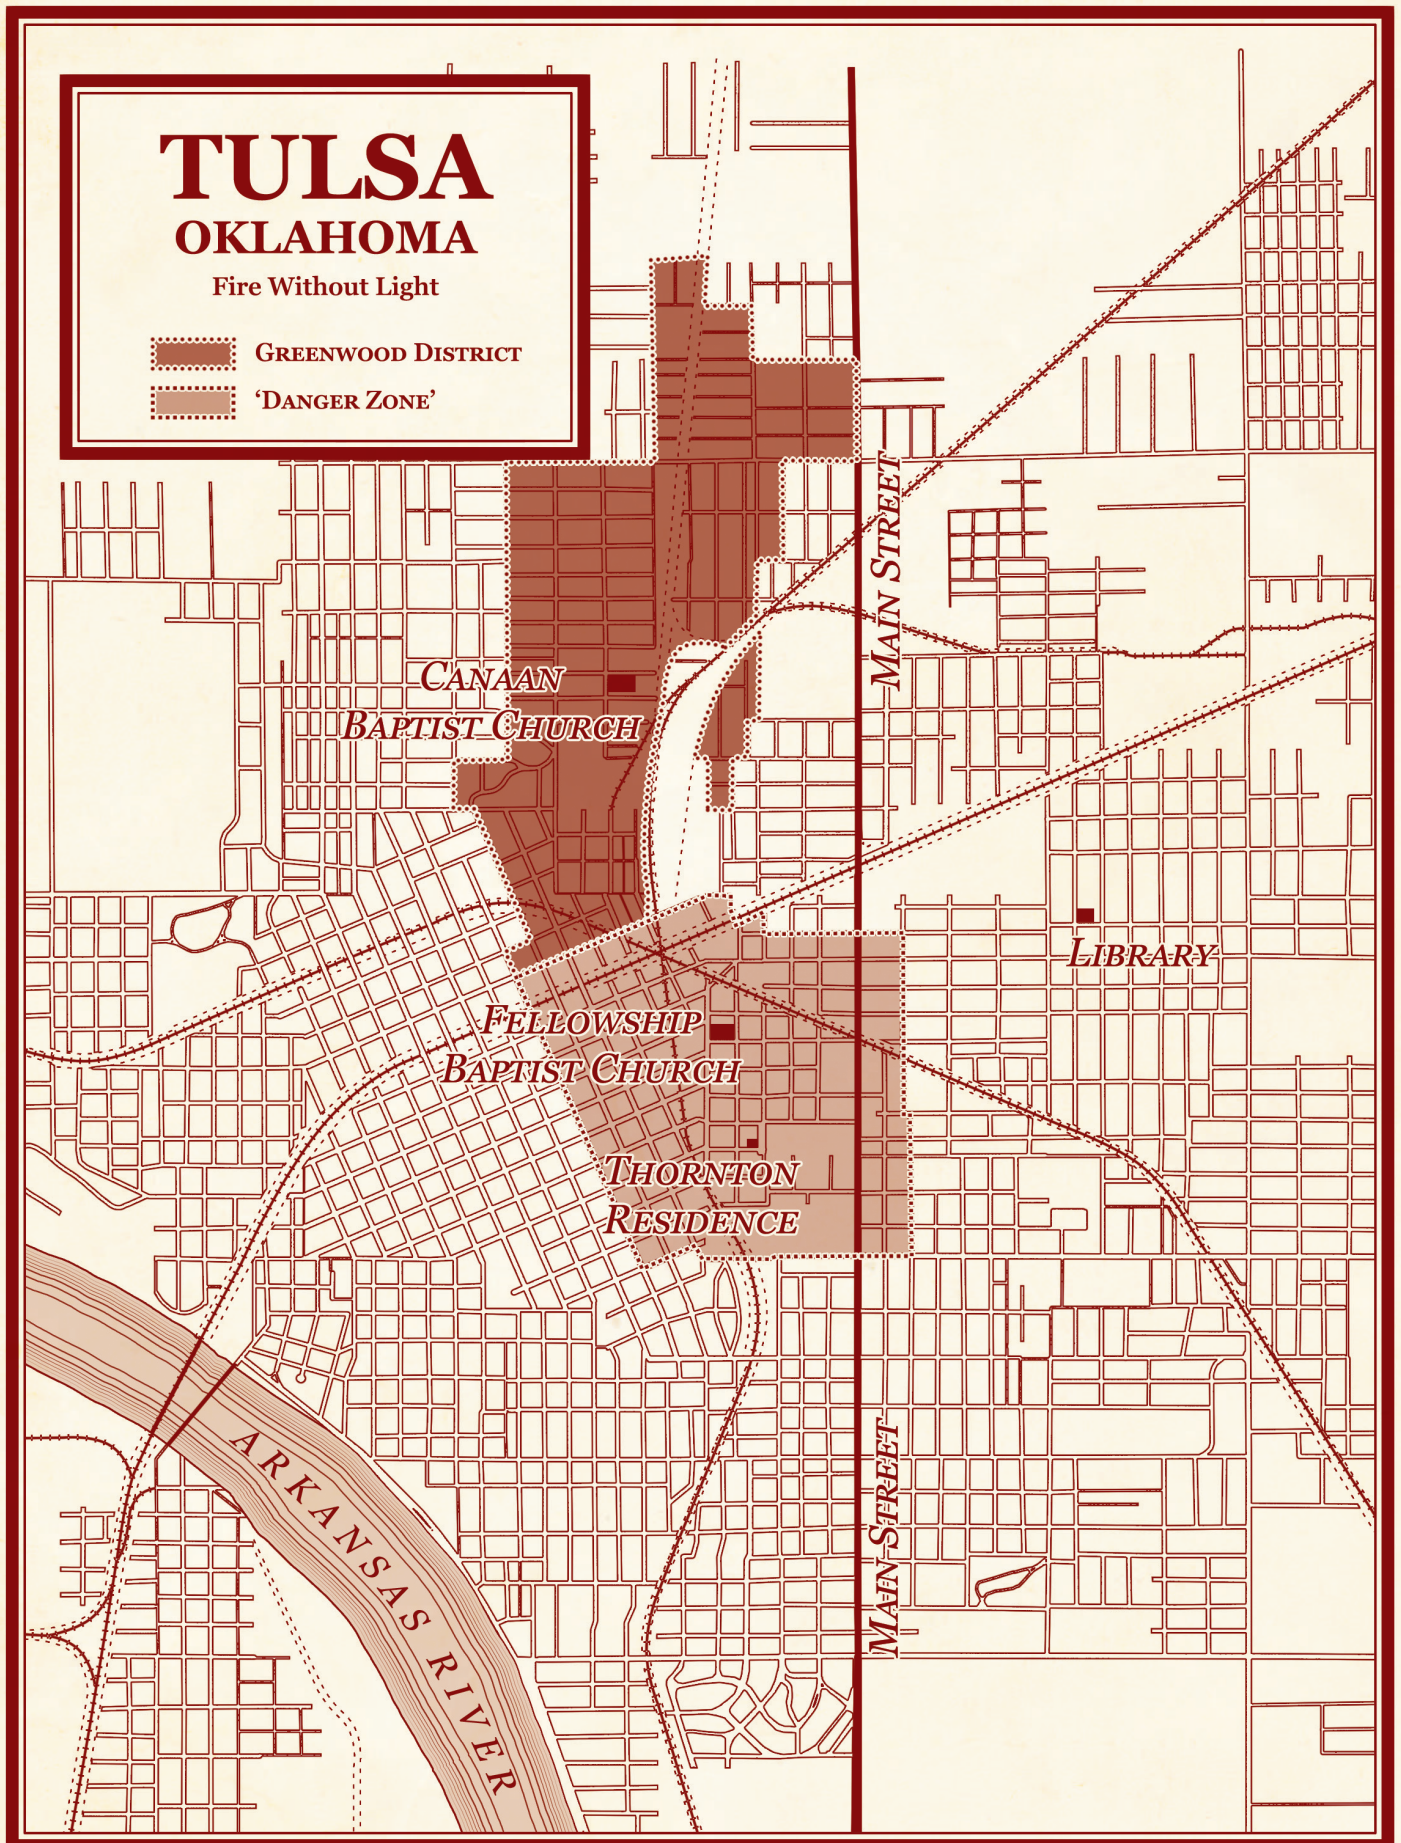 TULSA
OKLAHOMA
Fire Without Light
Greenwood District
‘Danger Zone’
Main Street
Canaan
Baptist Church
Library
Fellowship
Baptist Church
Thornton
Residence
Main Street
ARKANSAS RIVER